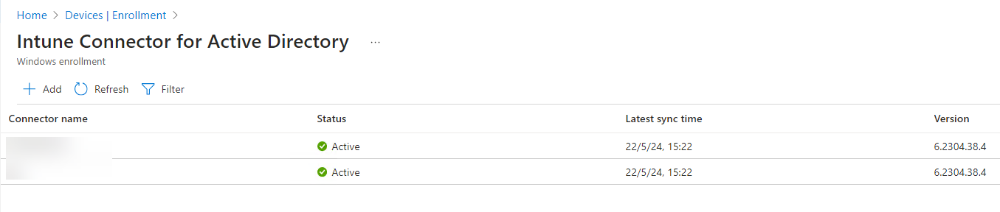 Home > Devices | Enrollment >
Intune Connector for Active Directory ...
Windows enrollment
+ Add Refresh Filter
Connector name Status Latest sync time Version
Active 22/5/24, 15:22 6.2304.38.4
Active 22/5/24, 15:22 6.2304.38.4